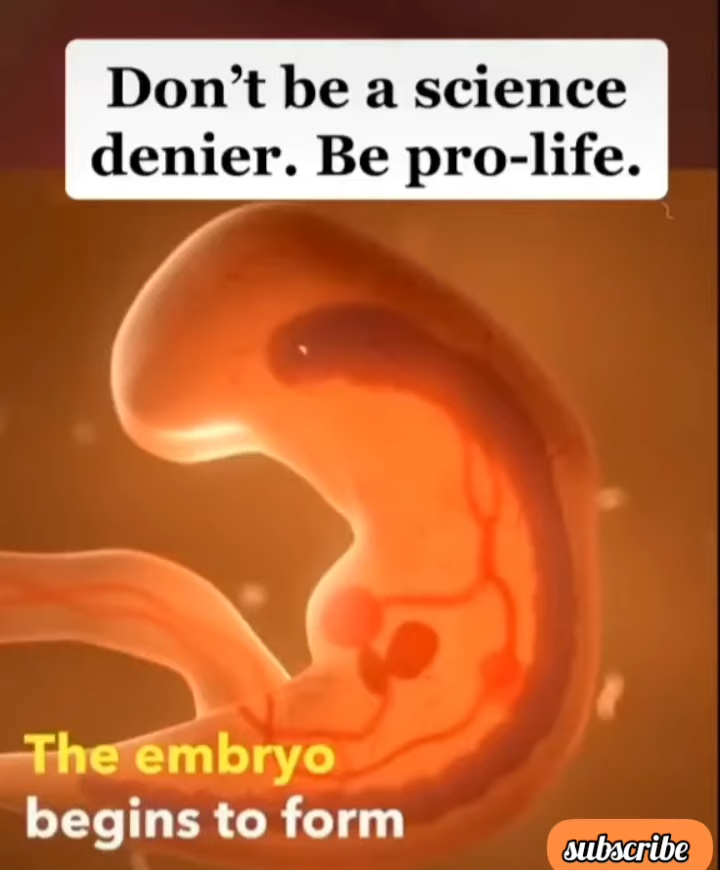 Don’t be a science
denier. Be pro-life.
The embryo
begins to form
subscribe